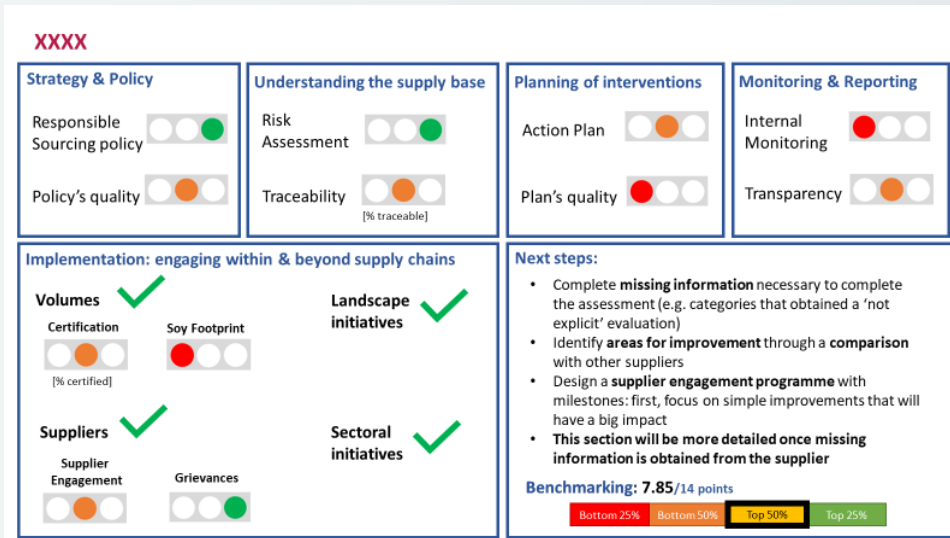 XXXX
Strategy & Policy
Responsible
Sourcing policy
Policy's quality
Understanding the supply base
Risk
Assessment
Traceability
[% traceable]
Planning of interventions
Action Plan
Plan's quality
Monitoring & Reporting
Internal
Monitoring
Transparency
Implementation: engaging within & beyond supply chains
Volumes
Certification
[% certified]
Soy Footprint
Landscape
initiatives
Suppliers
Supplier
Engagement
Grievances
Sectoral
initiatives
Next steps:
• Complete missing information necessary to complete
the assessment (e.g. categories that obtained a 'not
explicit' evaluation)
• Identify areas for improvement through a comparison
with other suppliers
• Design a supplier engagement programme with
milestones: first, focus on simple improvements that will
have a big impact
• This section will be more detailed once missing
information is obtained from the supplier
Benchmarking: 7.85/14 points
Bottom 25% Bottom 50% Top 50% Top 25%